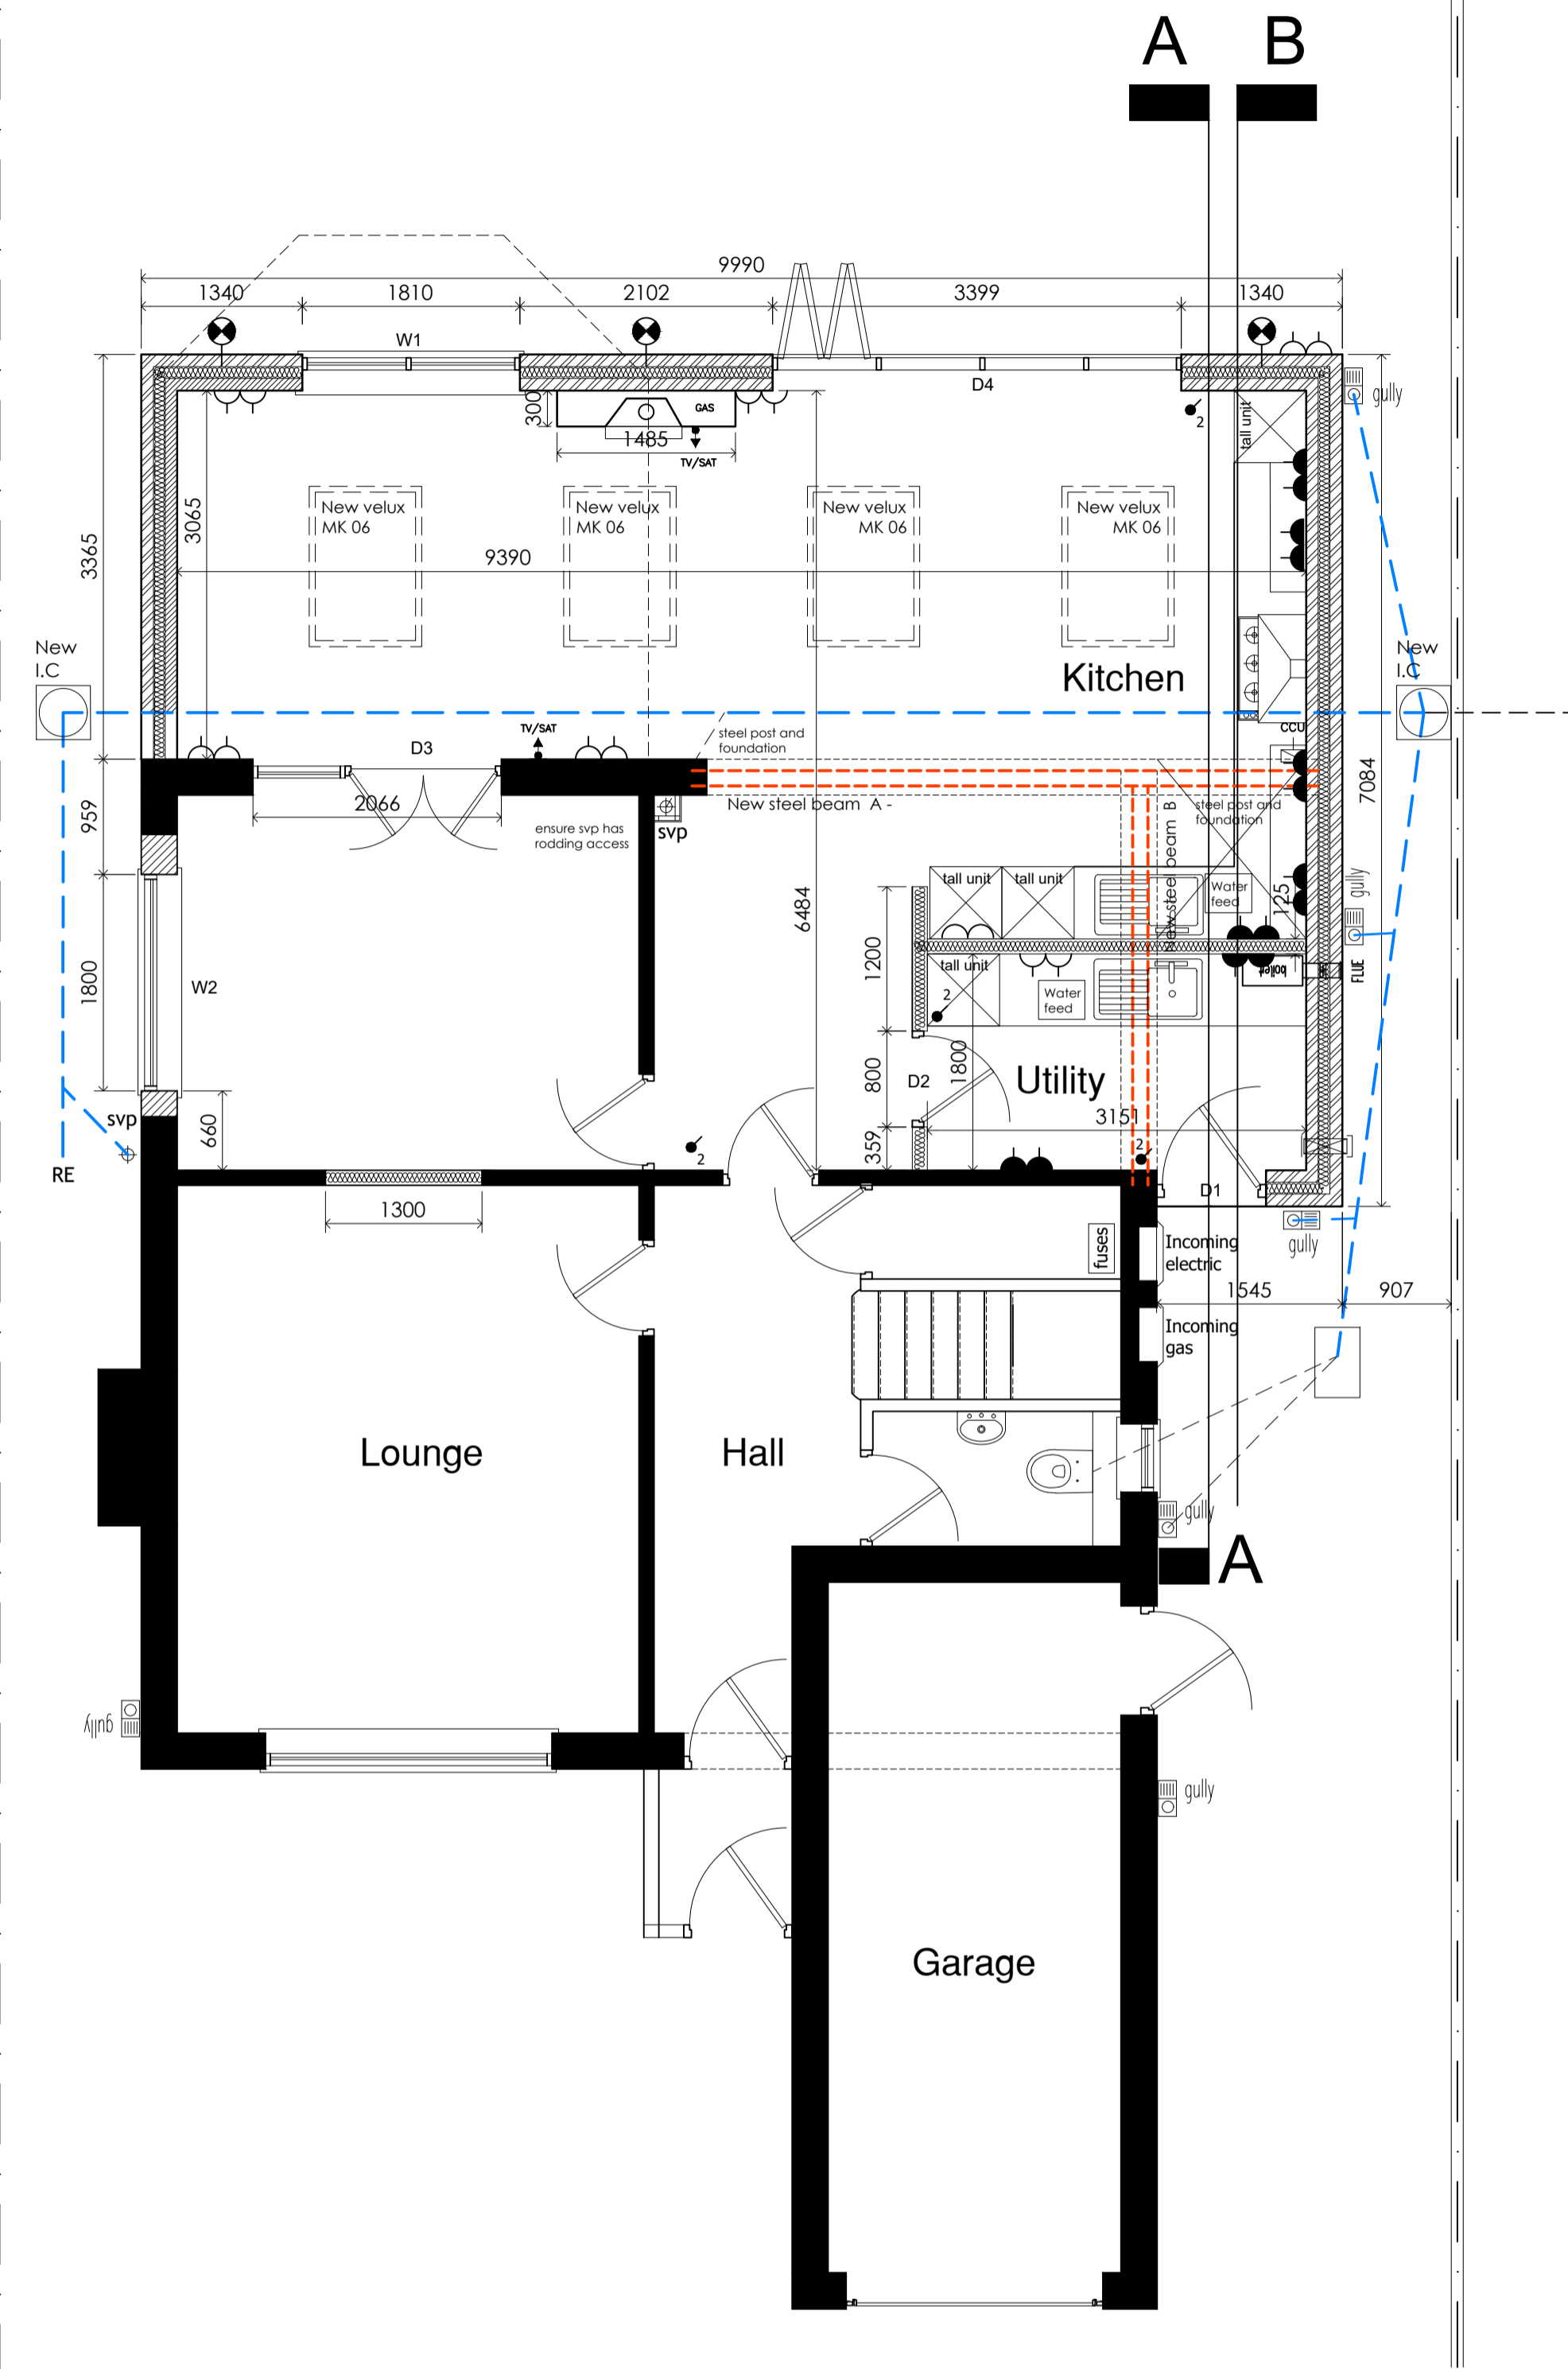 A
B
9990
1340
1810
2102
3399
1340
W1
D4
gully
300
GAS
1485
TV/SAT
2
tall unit
3065
3365
New velux
MK 06
New velux
MK 06
New velux
MK 06
New velux
MK 06
9390
New
I.C
Kitchen
New
I.C
D3
TV/SAT
steel post and
foundation
CCU
7084
2066
959
New steel beam  A -
steel post and
foundation
ensure svp has
rodding access
svp
New steel beam  B
6484
tall unit
tall unit
Water
feed
125
gully
1200
1800
W2
tall unit
boiler
FLUE
Water
feed
2
800
D2
1800
Utility
3151
svp
660
359
2
2
RE
D1
1300
gully
fuses
Incoming
electric
1545
907
Incoming
gas
Lounge
Hall
gully
A
gully
gully
Garage